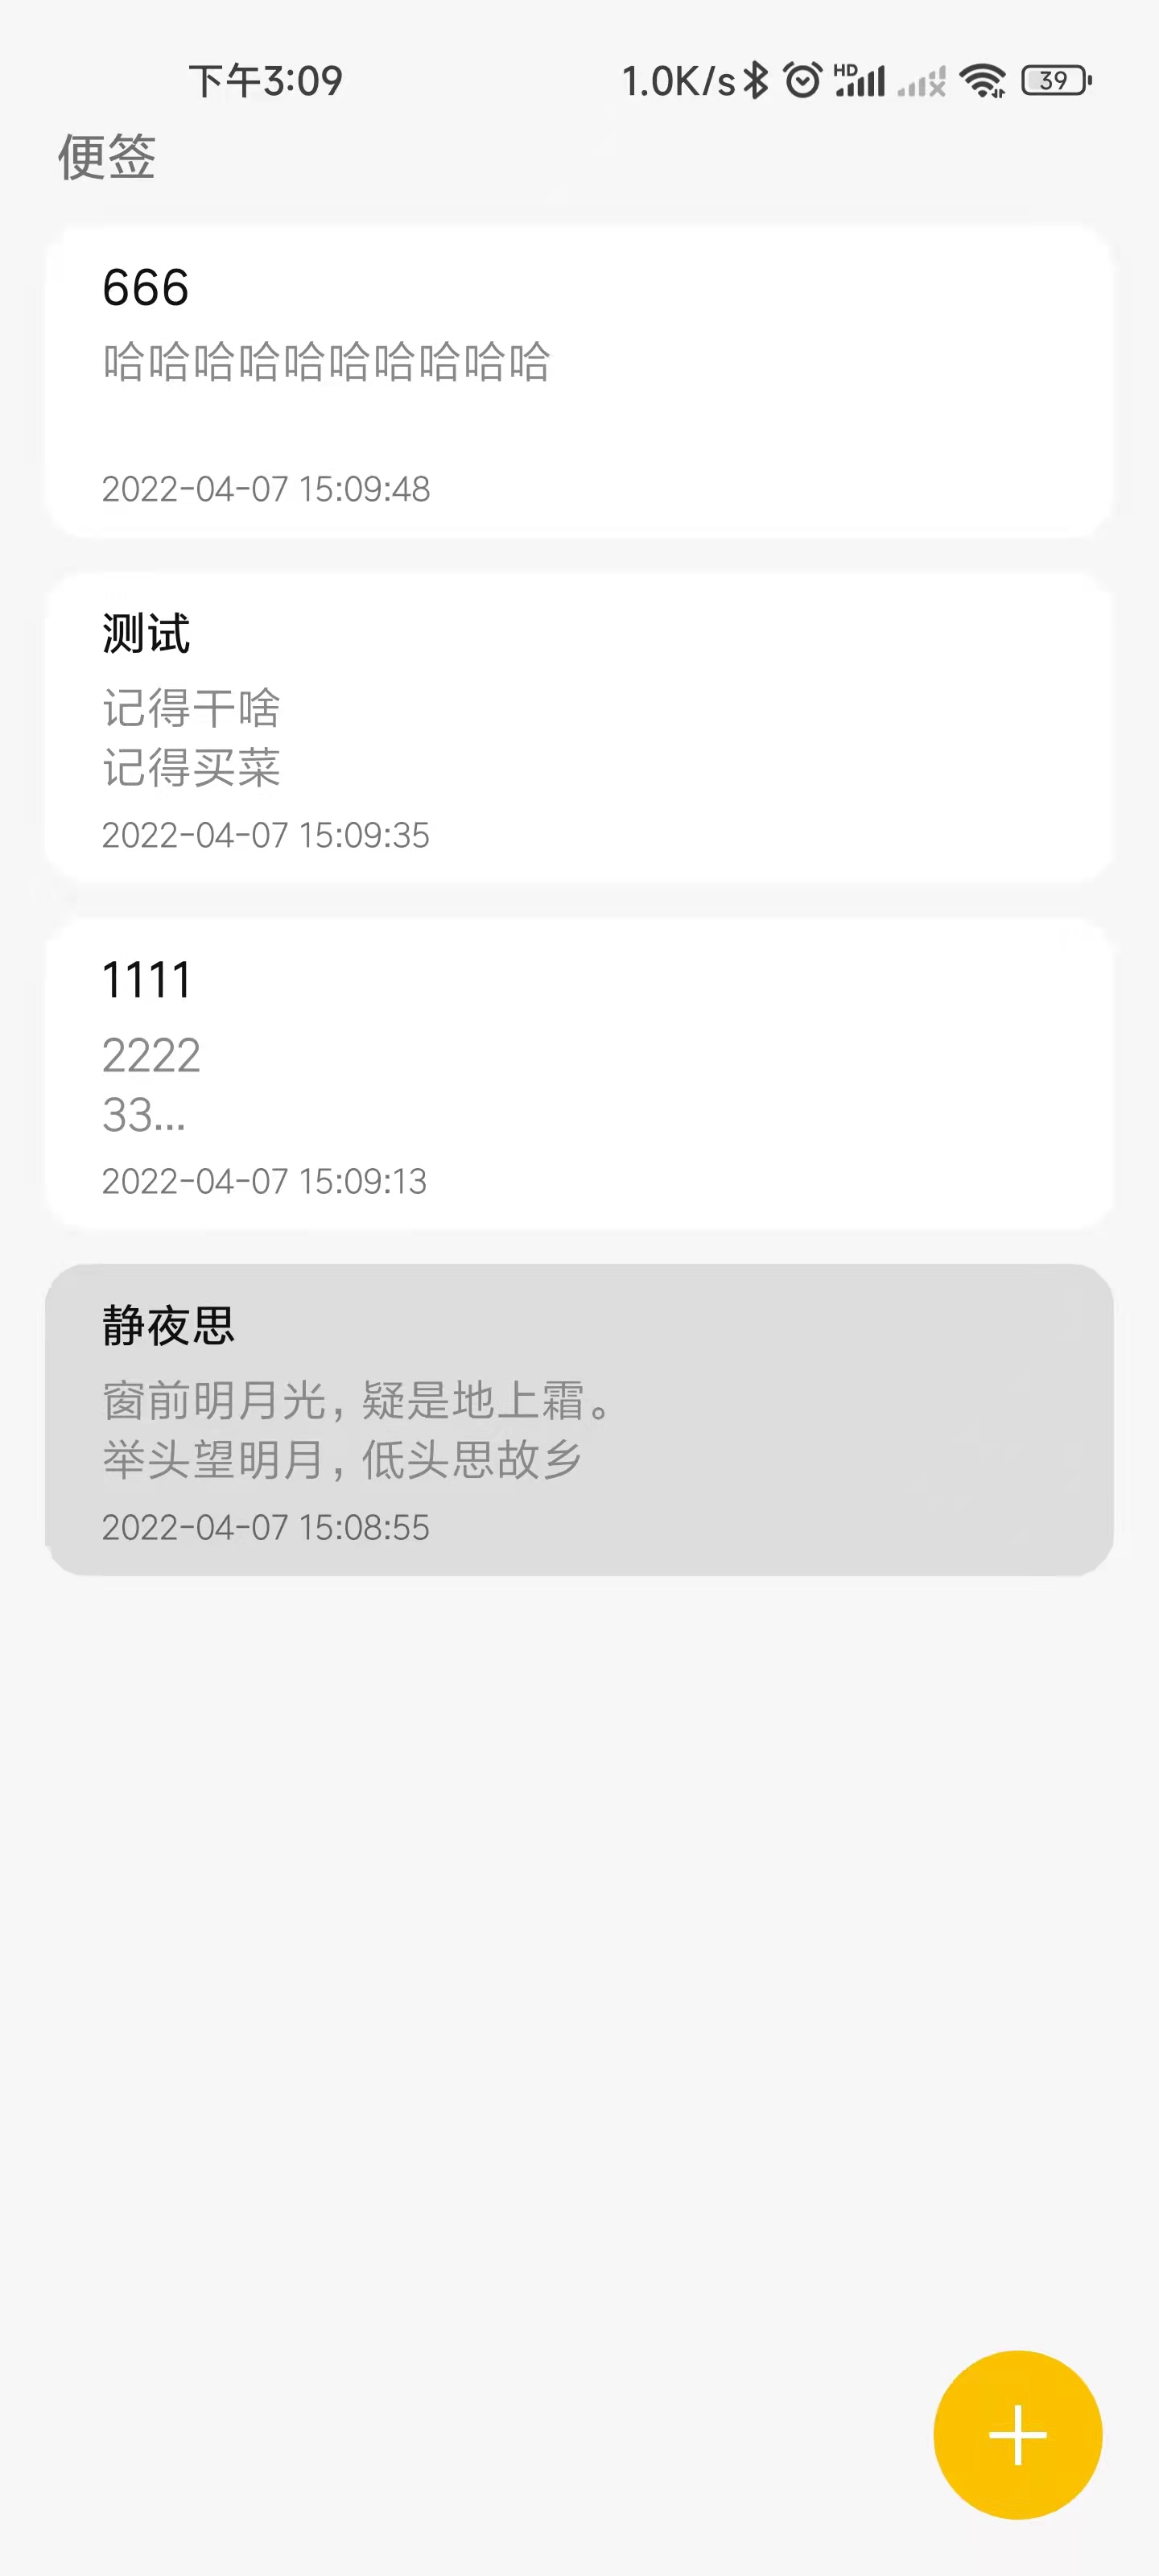 下午3:09 1.0K/s HD 39
便签
666
哈哈哈哈哈哈哈哈哈哈
2022-04-07 15:09:48
测试
记得干啥
记得买菜
2022-04-07 15:09:35
1111
2222
33...
2022-04-07 15:09:13
静夜思
窗前明月光，疑是地上霜。
举头望明月，低头思故乡
2022-04-07 15:08:55